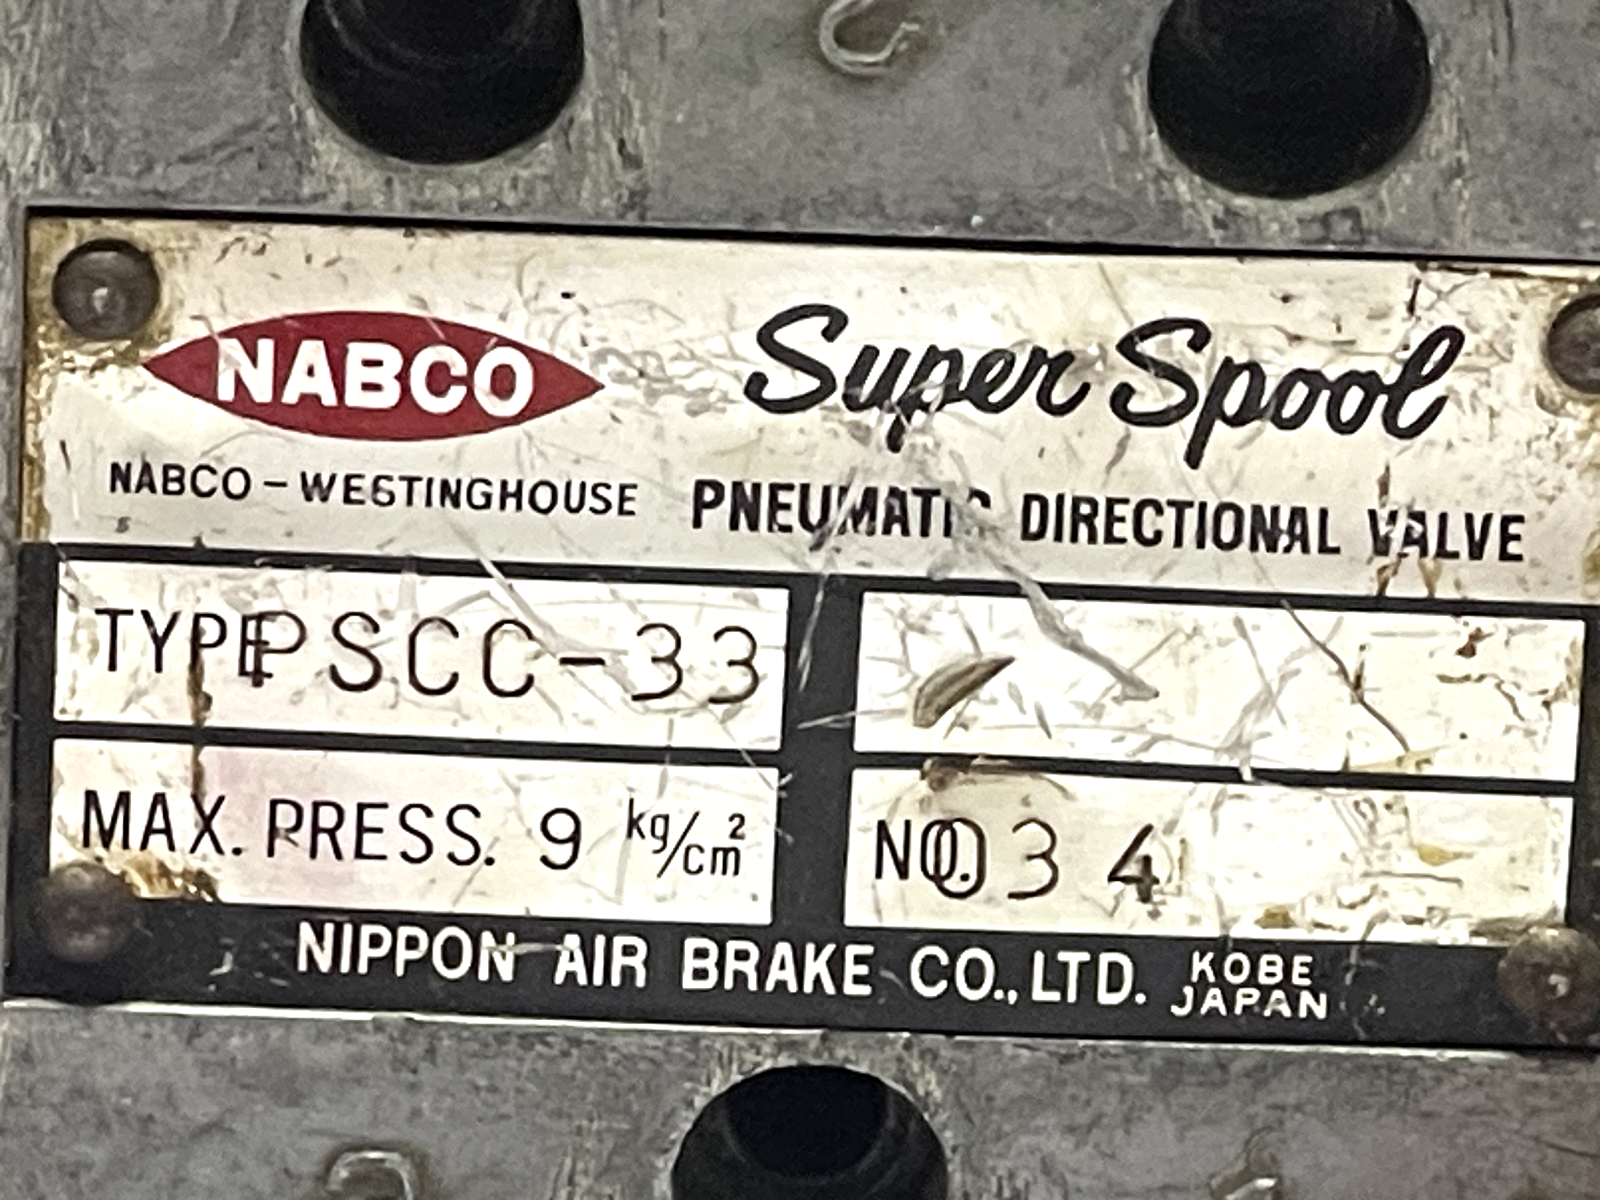 NABCO
Super Spool
NABCO-WESTINGHOUSE PNEUMATIC DIRECTIONAL VALVE
TYPE PSCC-33
MAX. PRESS. 9 kg/cm²
NO. 034
NIPPON AIR BRAKE CO., LTD. KOBE JAPAN